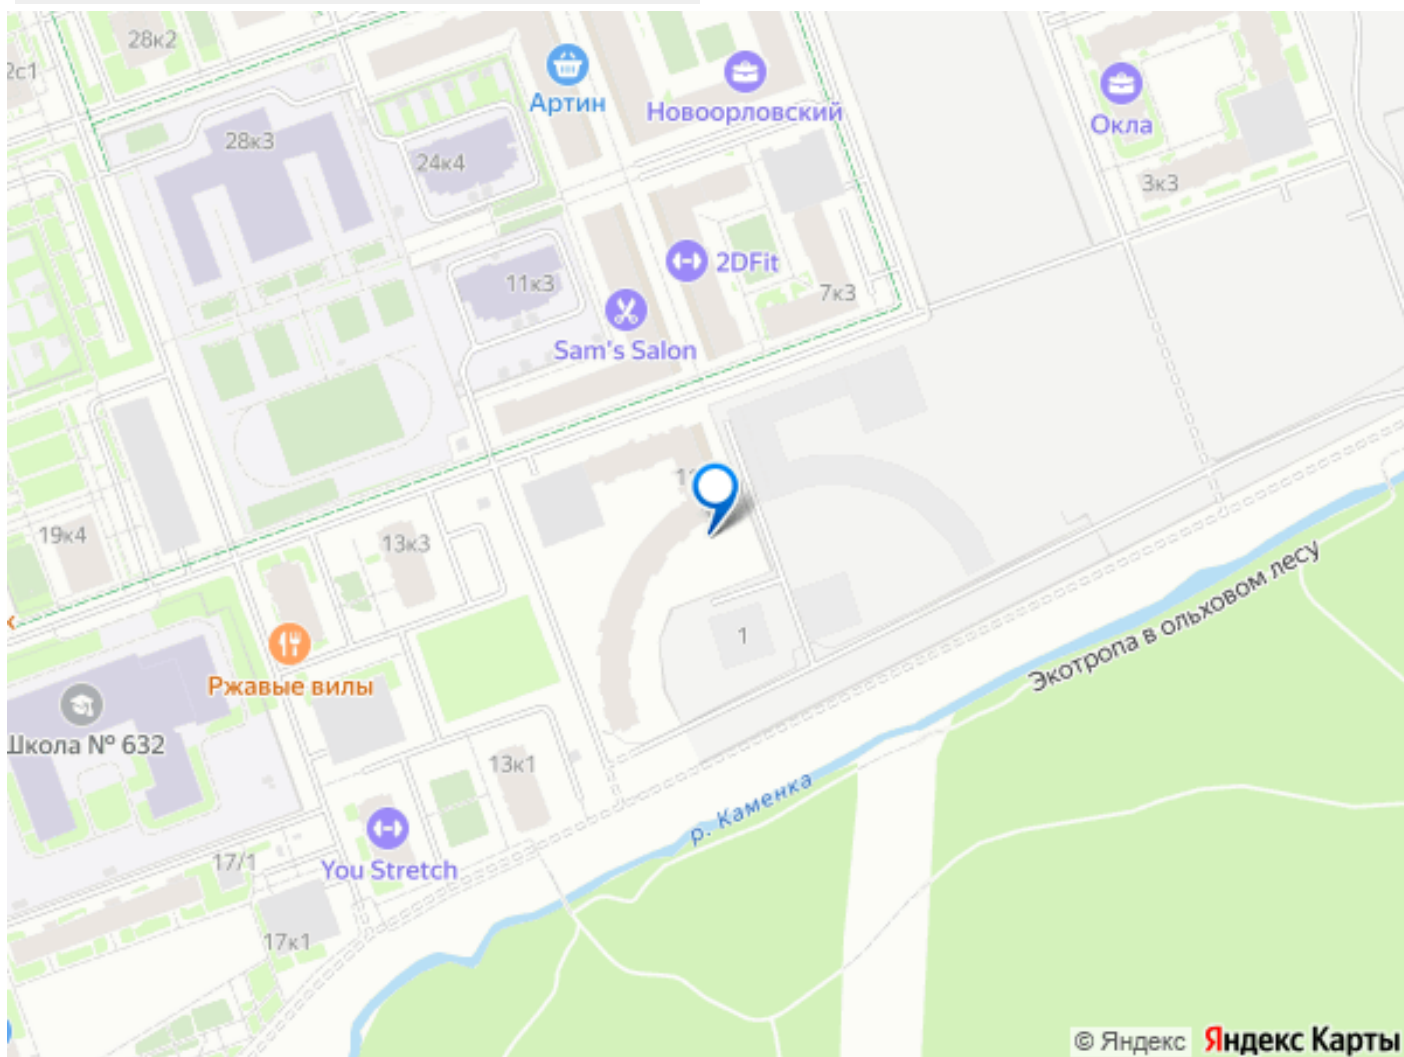 28к2
2с1
Артин
Новоорловский
Окла
28к3
24к4
3к3
2DFit
11к3
7к3
Sam's Salon
19к4
13к3
к
1
Ржавые вилы
Школа № 632
Экотропа в ольховом лесу
13к1
р. Каменка
You Stretch
17/1
17к1
© Яндекс Яндекс Карты